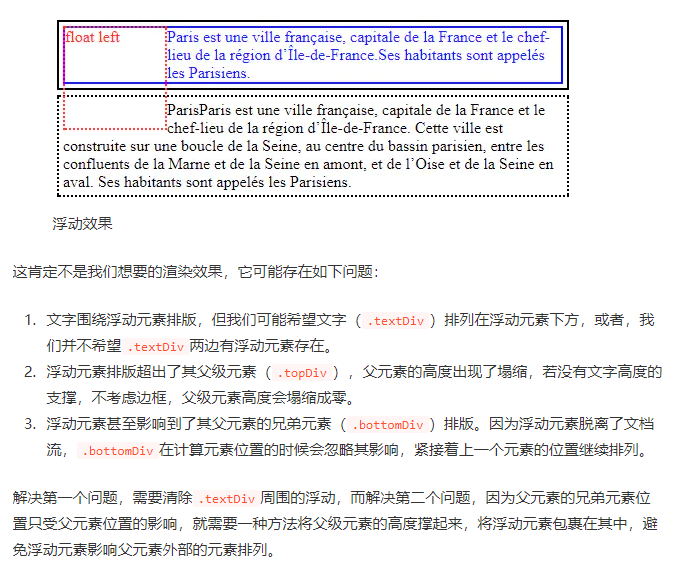 float left
Paris est une ville française, capitale de la France et le chef-
lieu de la région d’Île-de-France.Ses habitants sont appelés
les Parisiens.
ParisParis est une ville française, capitale de la France et le
chef-lieu de la région d’Île-de-France. Cette ville est
construite sur une boucle de la Seine, au centre du bassin parisien, entre les
confluents de la Marne et de la Seine en amont, et de l’Oise et de la Seine en
aval. Ses habitants sont appelés les Parisiens.
浮动效果
这肯定不是我们想要的渲染效果，它可能存在如下问题：
1. 文字围绕浮动元素排版，但我们可能希望文字（ .textDiv ）排列在浮动元素下方，或者，我
们并不希望 .textDiv 两边有浮动元素存在。
2. 浮动元素排版超出了其父级元素（ .topDiv ），父元素的高度出现了塌缩，若没有文字高度的
支撑，不考虑边框，父级元素高度会塌缩成零。
3. 浮动元素甚至影响到了其父元素的兄弟元素（ .bottomDiv ）排版。因为浮动元素脱离了文档
流， .bottomDiv 在计算元素位置的时候会忽略其影响，紧接着上一个元素的位置继续排列。
解决第一个问题，需要清除 .textDiv 周围的浮动，而解决第二个问题，因为父元素的兄弟元素位
置只受父元素位置的影响，就需要一种方法将父级元素的高度撑起来，将浮动元素包裹在其中，避
免浮动元素影响父元素外部的元素排列。